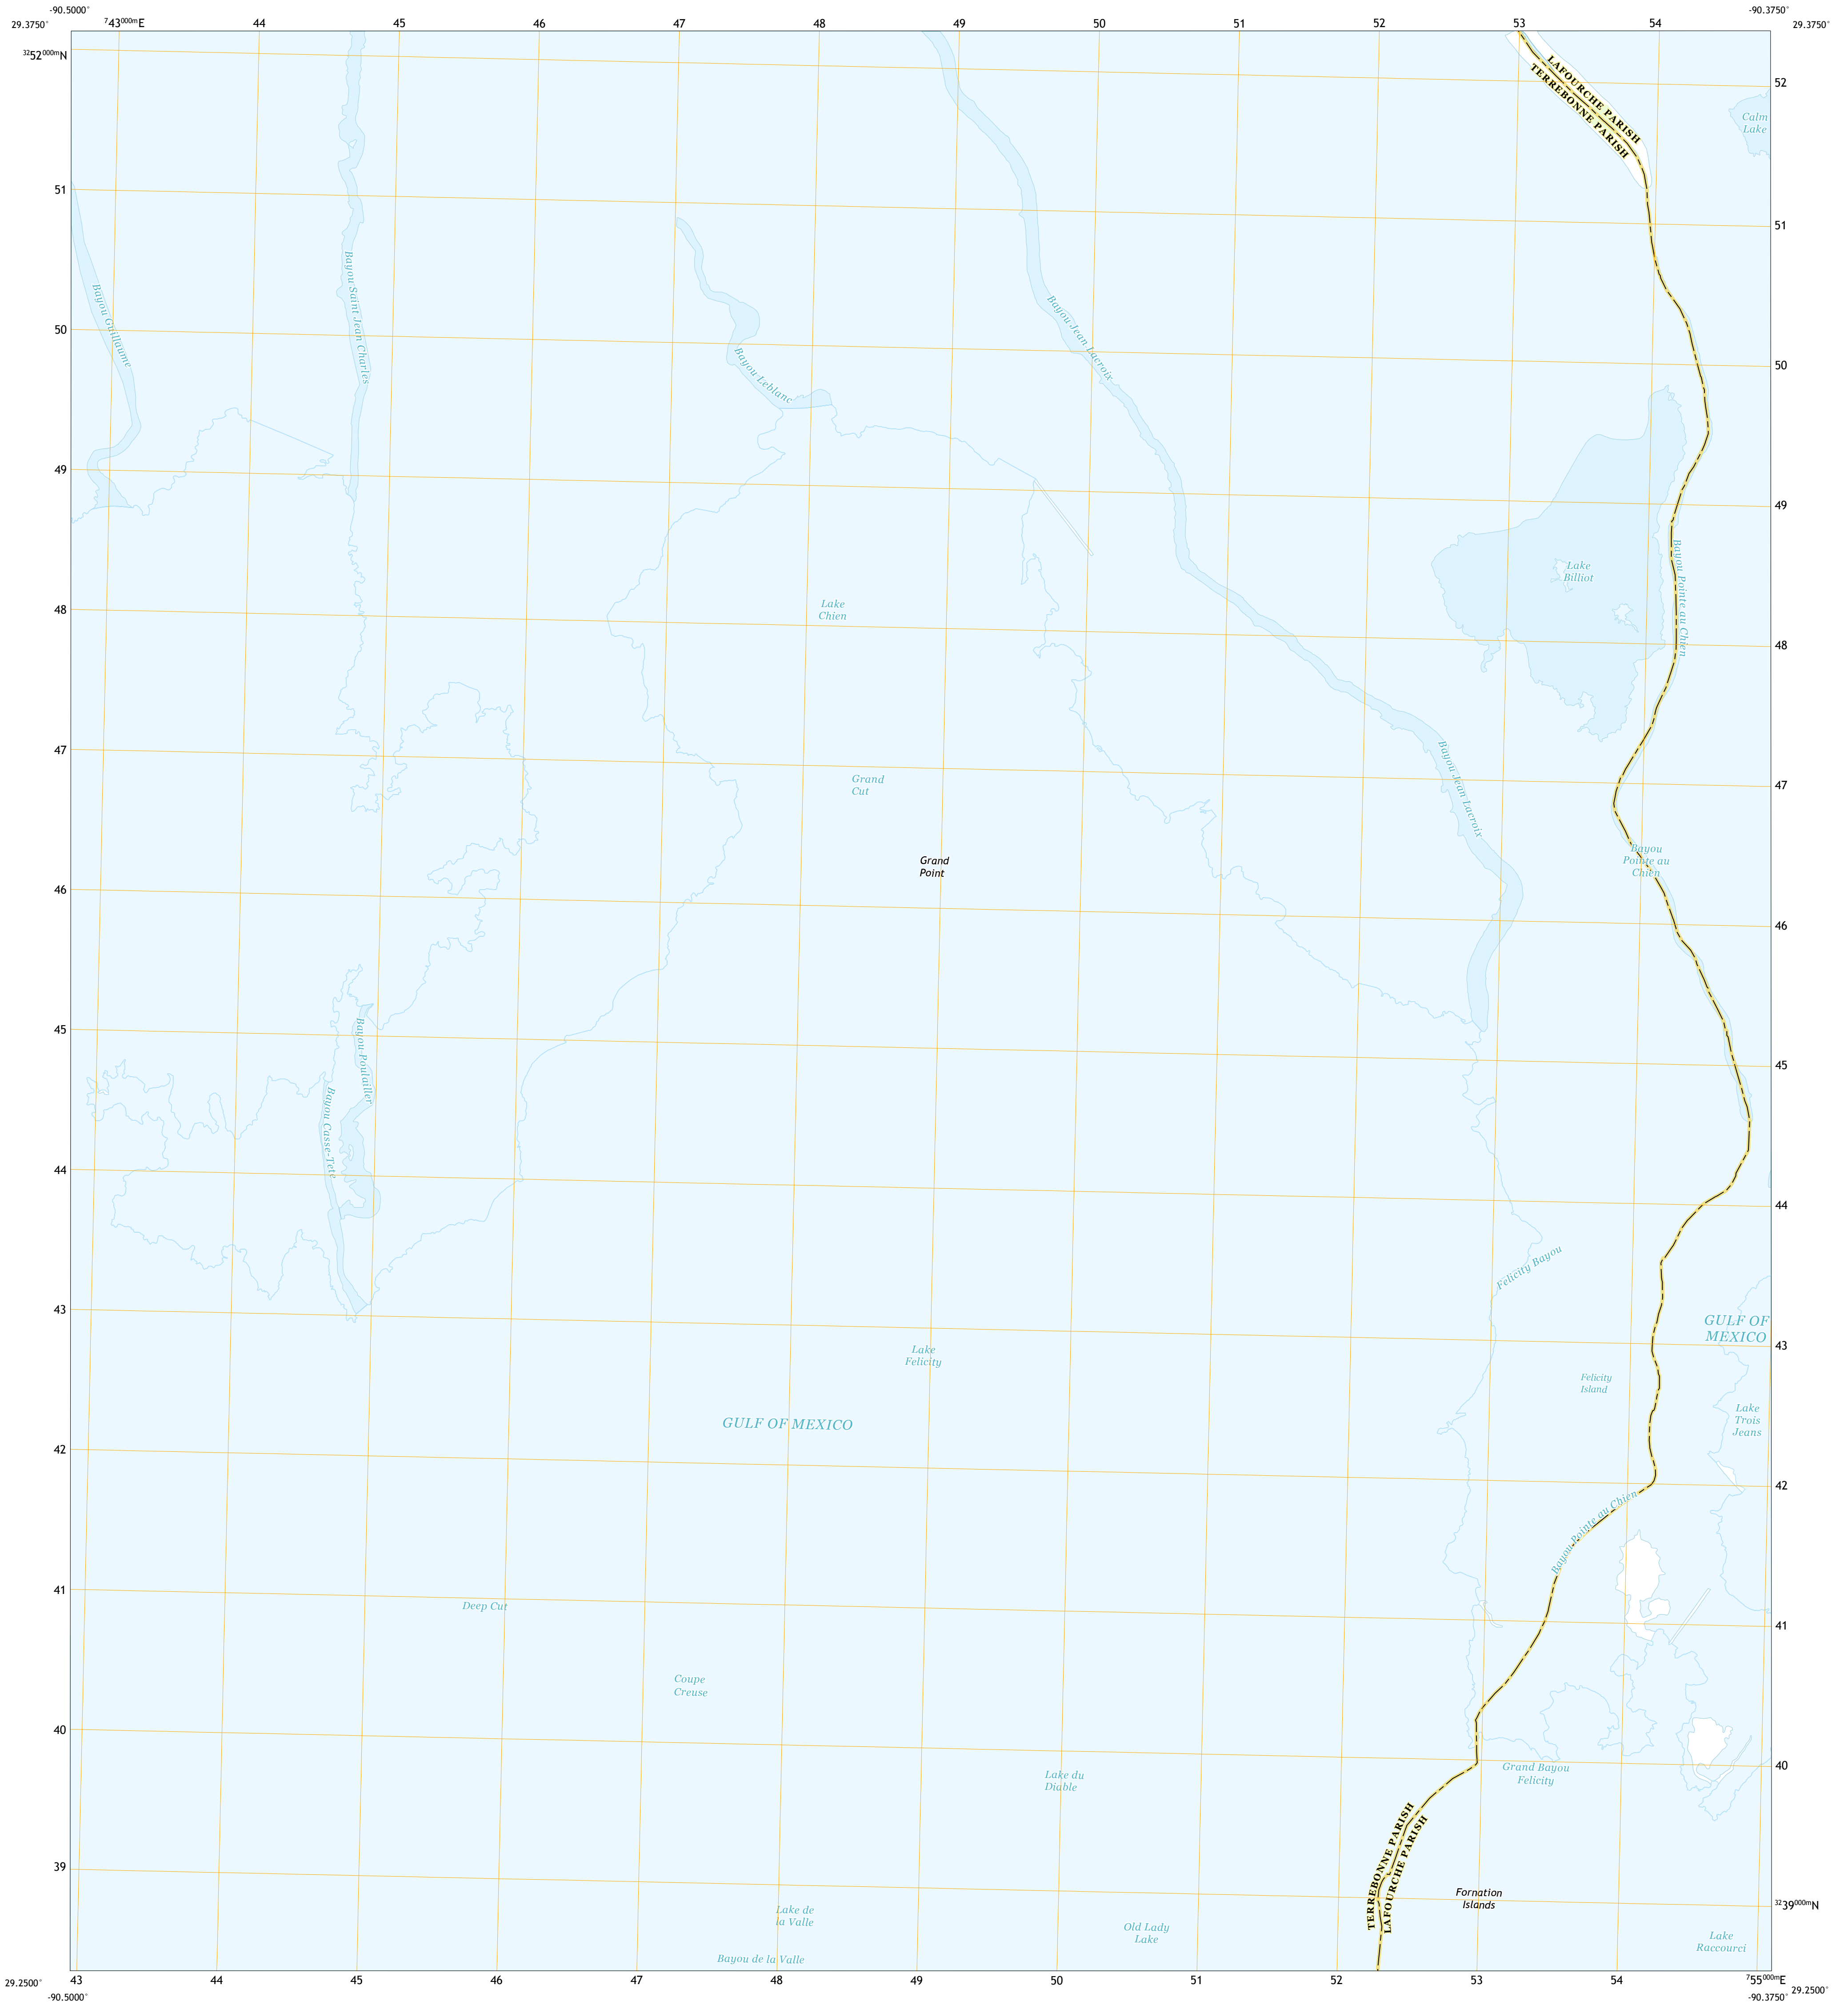 -90.5000°
-90.3750°
29.3750°
⁷43⁰⁰⁰ᵐE
44
45
46
47
48
49
50
51
52
53
54
29.3750°
³²52⁰⁰⁰ᵐN
52
LAFOURCHE PARISH
TERREBONNE PARISH
Calm
Lake
51
51
Bayou Guillaume
Bayou Saint Jean Charles
Bayou Leblanc
Bayou Jean Lacroix
50
50
49
49
Lake
Billiot
Bayou Pointe au Chien
Lake
Chien
48
48
Bayou Jean Lacroix
47
47
Grand
Cut
Grand
Point
Bayou
Pointe au
Chien
46
46
Bayou Poulailler
Bayou Casse-Tete
45
45
44
44
Felicity Bayou
43
43
GULF OF
MEXICO
Lake
Felicity
Felicity
Island
GULF OF MEXICO
Lake
Trois
Jeans
42
42
Bayou Pointe au Chien
41
41
Deep Cut
Coupe
Creuse
40
40
Lake du
Diable
Grand Bayou
Felicity
TERREBONNE PARISH
LAFOURCHE PARISH
39
³²39⁰⁰⁰ᵐN
Fornation
Islands
Lake de
la Valle
Old Lady
Lake
Lake
Raccourci
Bayou de la Valle
29.2500°
43
44
45
46
47
48
49
50
51
52
53
54
⁷55⁰⁰⁰ᵐE
29.2500°
-90.5000°
-90.3750°